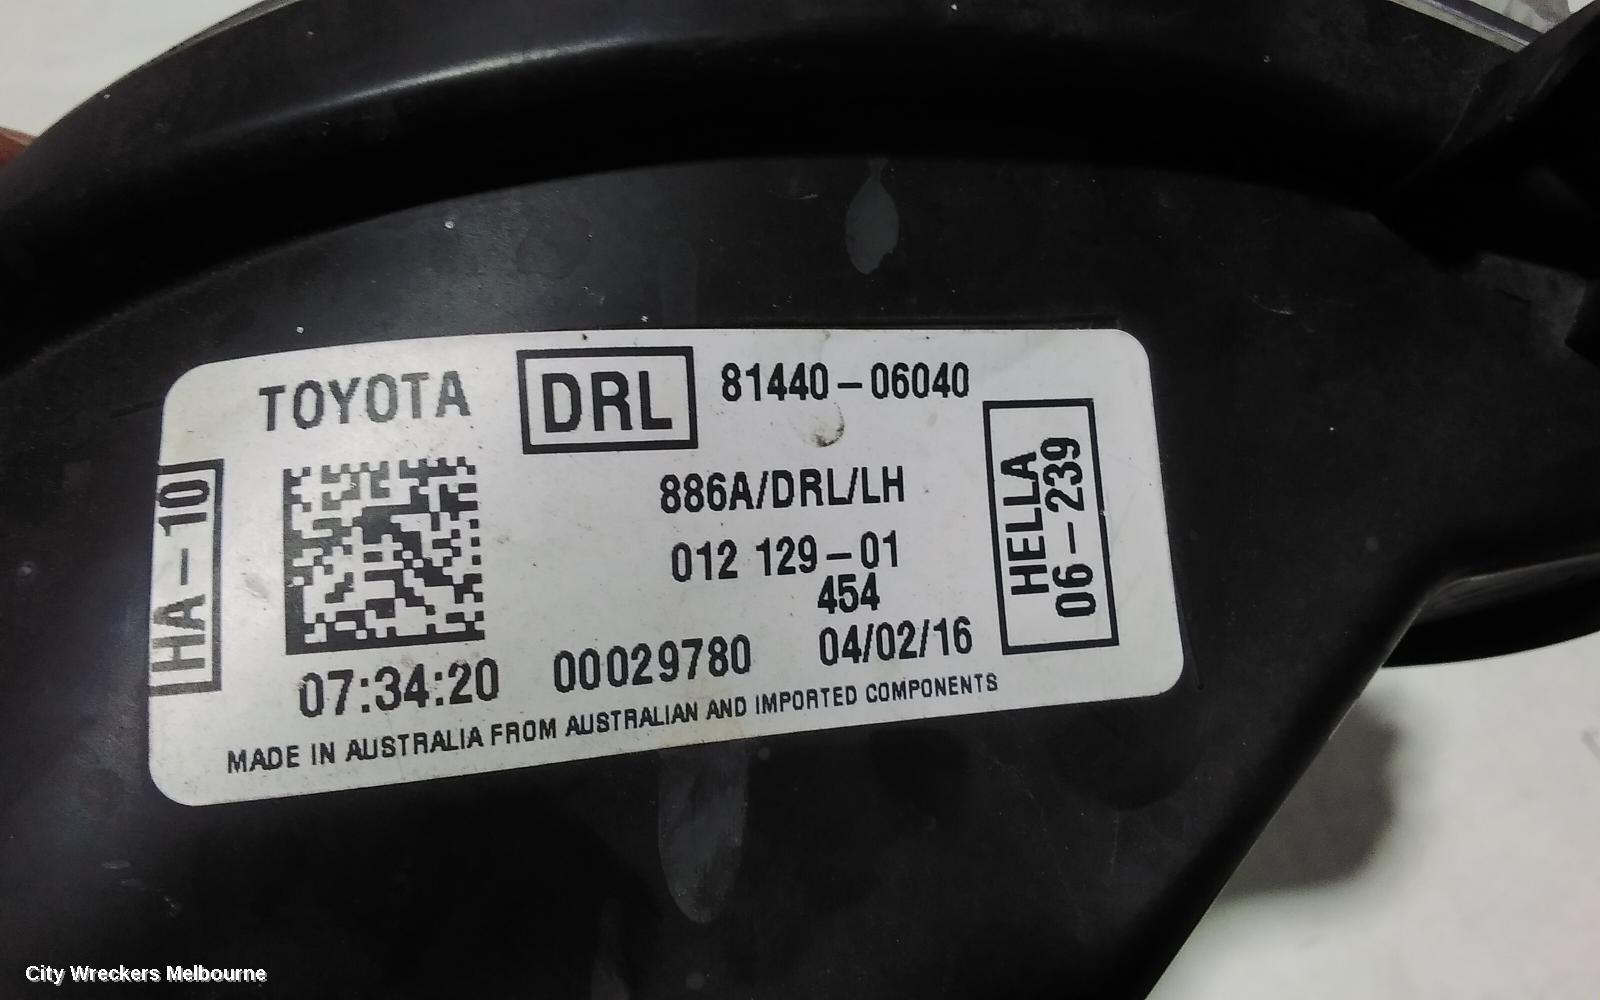 TOYOTA DRL 81440-06040
HA-10
886A/DRL/LH
012 129-01
454
HELLA
06-239
07:34:20 00029780 04/02/16
MADE IN AUSTRALIA FROM AUSTRALIAN AND IMPORTED COMPONENTS
City Wreckers Melbourne